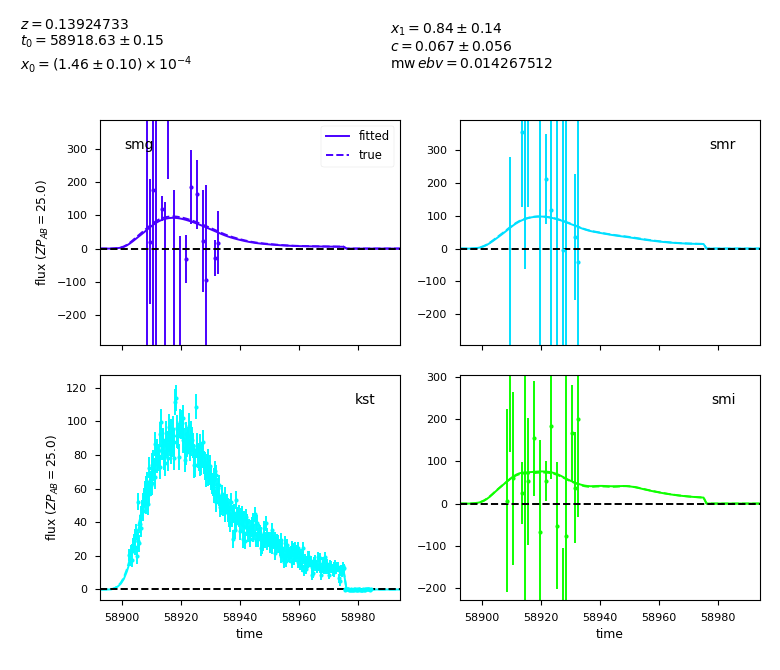 z = 0.13924733
t0 = 58918.63 ± 0.15
x0 = (1.46 ± 0.10) × 10^−4
x1 = 0.84 ± 0.14
c = 0.067 ± 0.056
mw ebv = 0.014267512
smg
fitted
true
300
200
100
0
−100
−200
flux (ZP_AB = 25.0)
smr
300
200
100
0
−100
−200
kst
120
100
80
60
40
20
0
flux (ZP_AB = 25.0)
58900 58920 58940 58960 58980
time
smi
300
200
100
0
−100
−200
58900 58920 58940 58960 58980
time